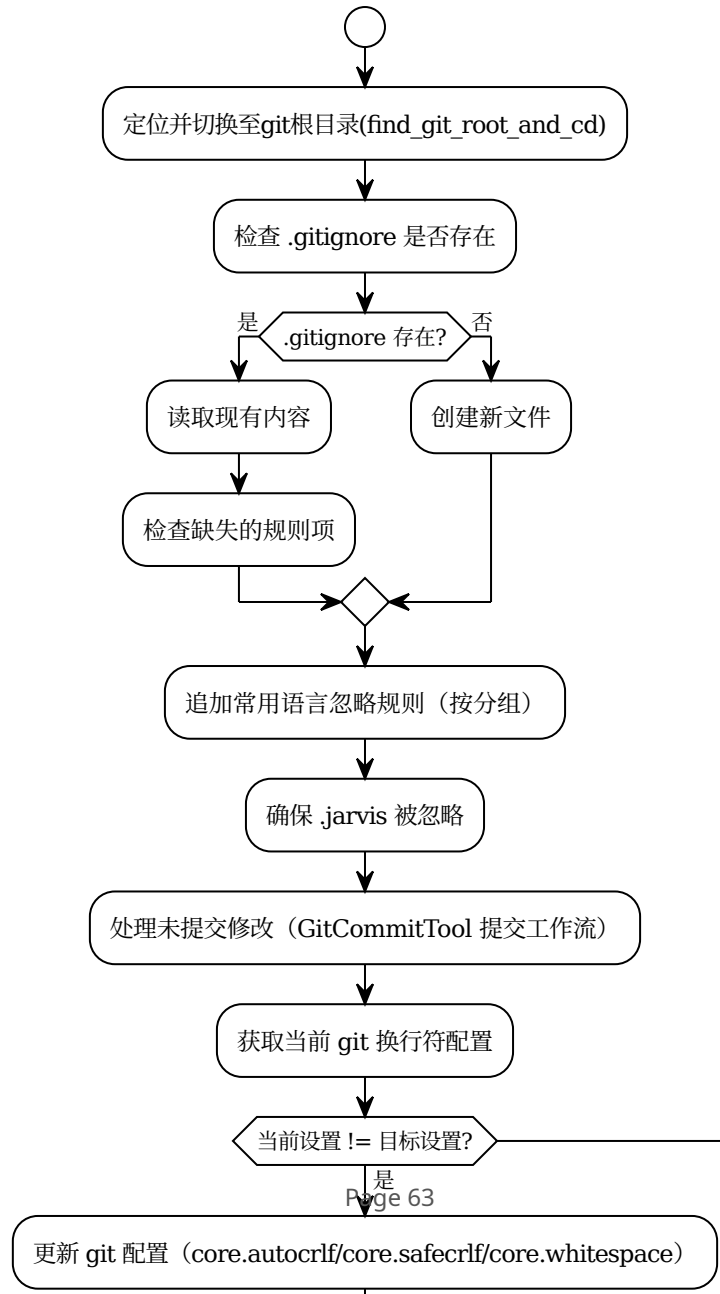 定位并切换至git根目录(find_git_root_and_cd)
检查 .gitignore 是否存在
是
.gitignore 存在?
否
读取现有内容
创建新文件
检查缺失的规则项
追加常用语言忽略规则（按分组）
确保 .jarvis 被忽略
处理未提交修改（GitCommitTool 提交工作流）
获取当前 git 换行符配置
当前设置 != 目标设置?
是
Page 63
更新 git 配置（core.autocrlf/core.safecrlf/core.whitespace）